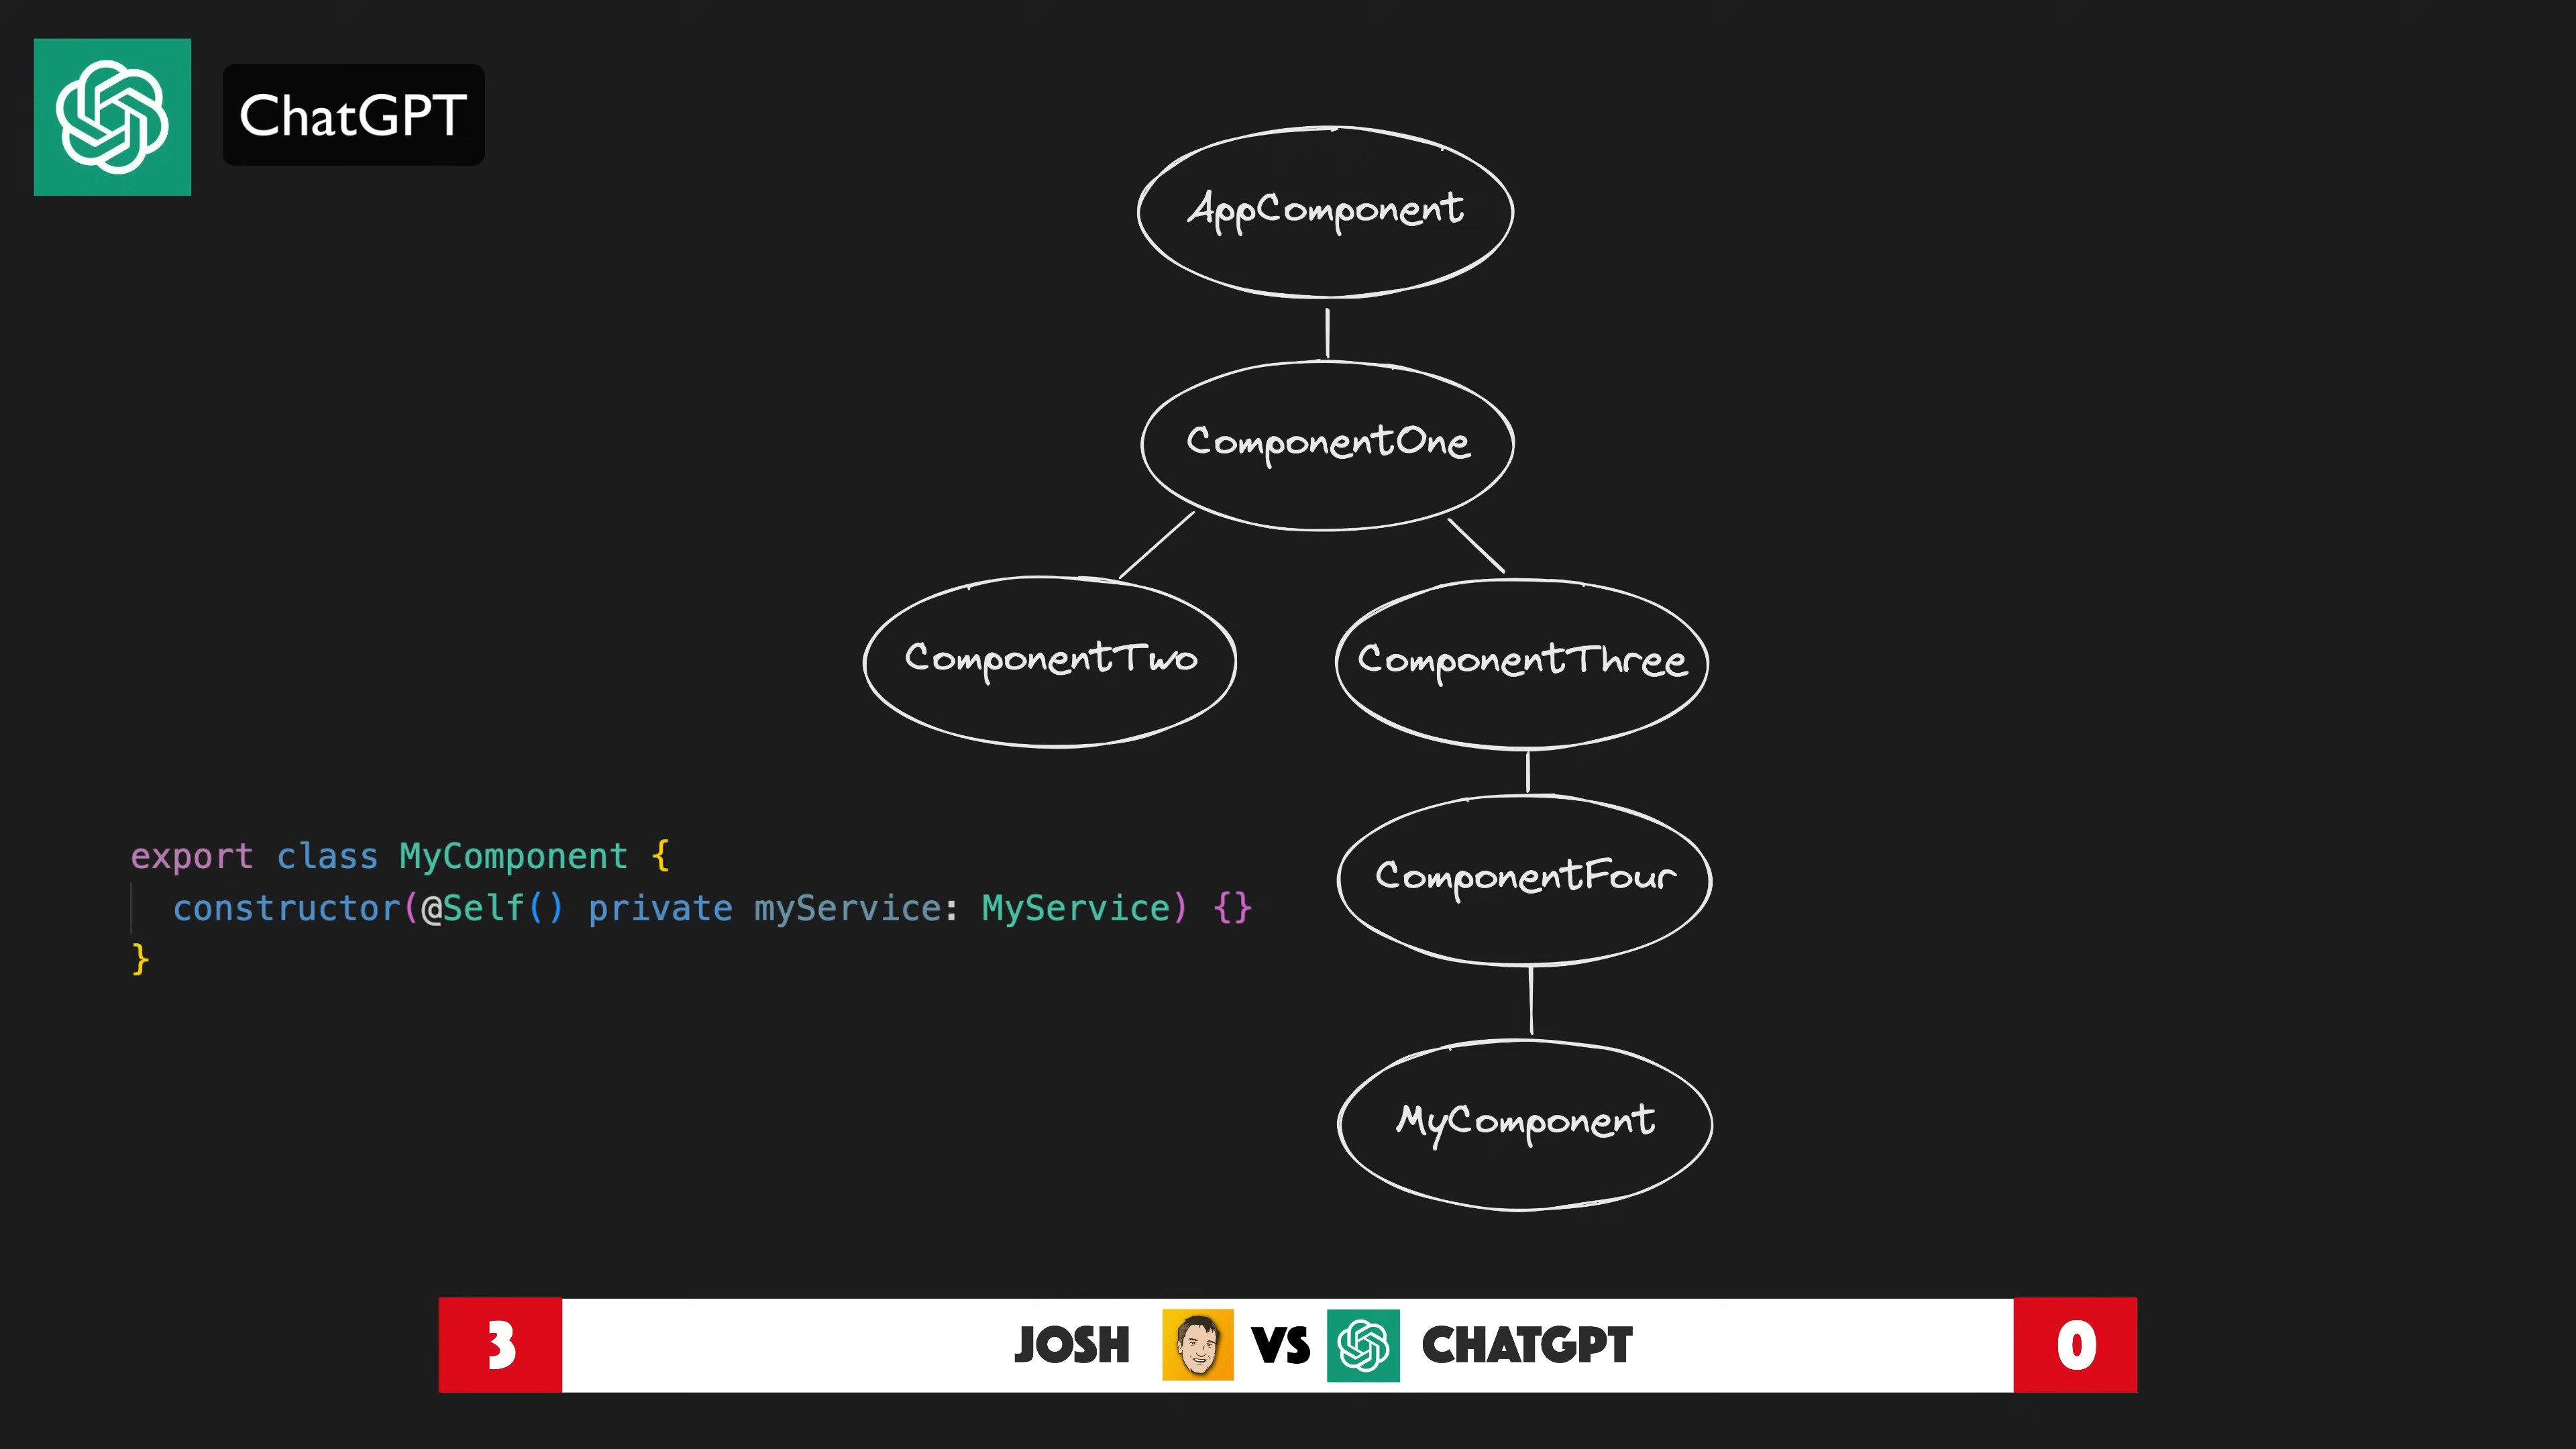 ChatGPT
AppComponent
ComponentOne
ComponentTwo
ComponentThree
ComponentFour
MyComponent
export class MyComponent {
constructor(@Self() private myService: MyService) {}
}
3
JOSH VS CHATGPT
0